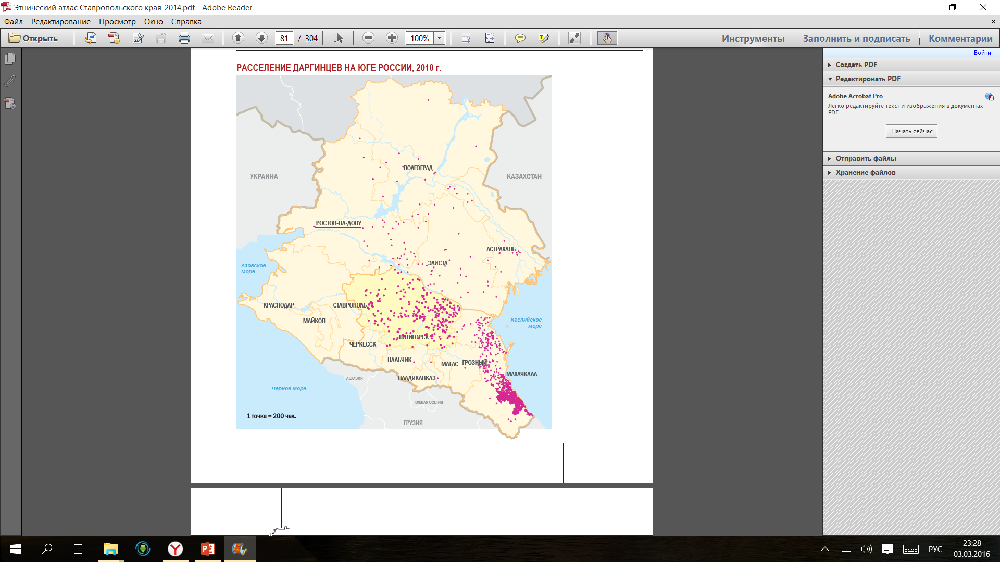 Этнический атлас Ставропольского края_2014.pdf - Adobe Reader
Файл Редактирование Просмотр Окно Справка
Открыть
81 / 304
100%
Инструменты
Заполнить и подписать
Комментарии
Войти
Создать PDF
Редактировать PDF
Adobe Acrobat Pro
Легко редактируйте текст и изображения в документах
PDF
Начать сейчас
Отправить файлы
Хранение файлов
РАССЕЛЕНИЕ ДАРГИНЦЕВ НА ЮГЕ РОССИИ, 2010 г.
ВОЛГОГРАД
УКРАИНА
КАЗАХСТАН
РОСТОВ-НА-ДОНУ
АСТРАХАНЬ
ЭЛИСТА
Азовское
море
КРАСНОДАР
СТАВРОПОЛЬ
МАЙКОП
Каспийское
море
ПЯТИГОРСК
ЧЕРКЕССК
НАЛЬЧИК
МАГАС
ГРОЗНЫЙ
МАХАЧКАЛА
АБХАЗИЯ
ВЛАДИКАВКАЗ
Черное море
ЮЖНАЯ ОСЕТИЯ
1 точка = 200 чел.
ГРУЗИЯ
РУС
23:28
03.03.2016